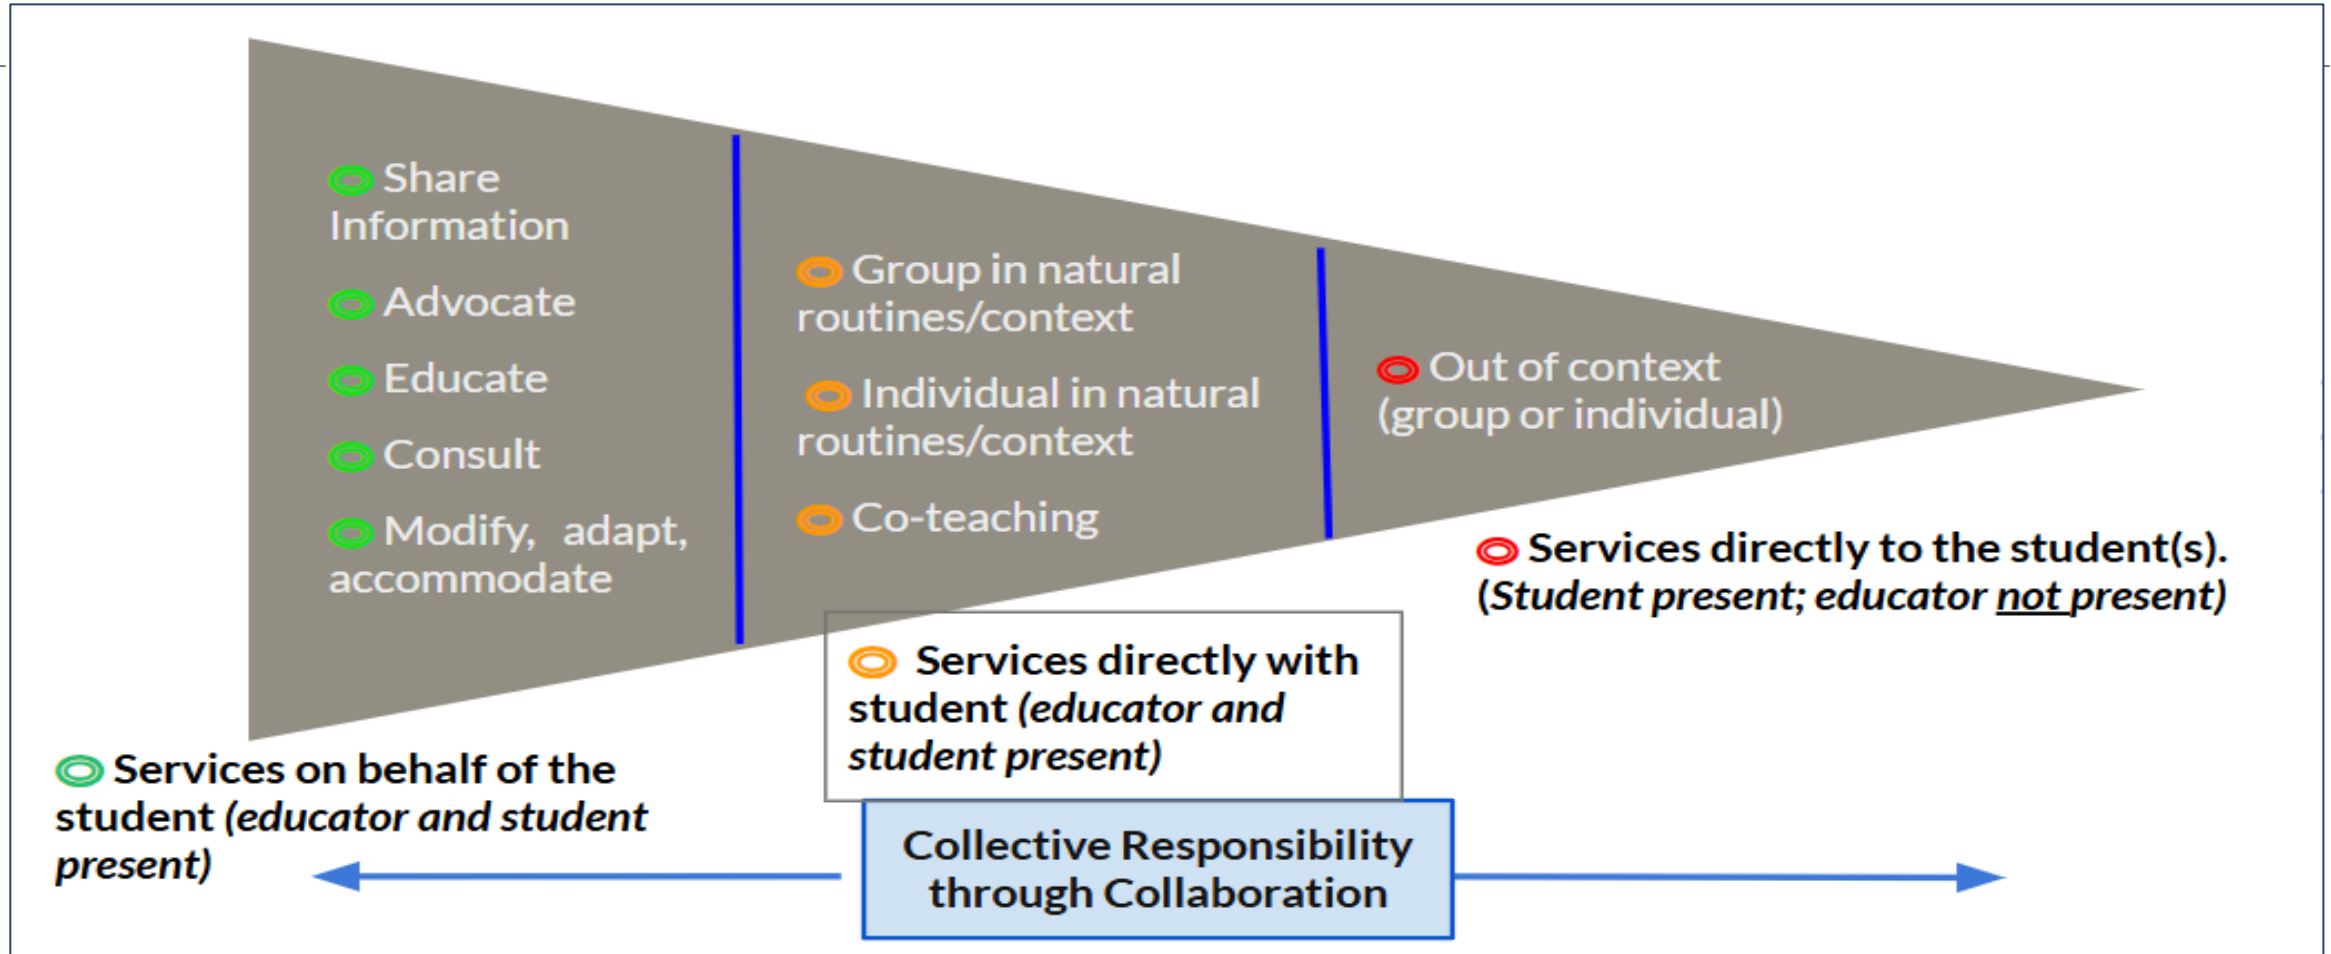 Share
Information
Advocate
Educate
Consult
Modify, adapt,
accommodate
Group in natural
routines/context
Individual in natural
routines/context
Co-teaching
Out of context
(group or individual)
Services on behalf of the
student (educator and student
present)
Services directly with
student (educator and
student present)
Services directly to the student(s).
(Student present; educator not present)
Collective Responsibility
through Collaboration